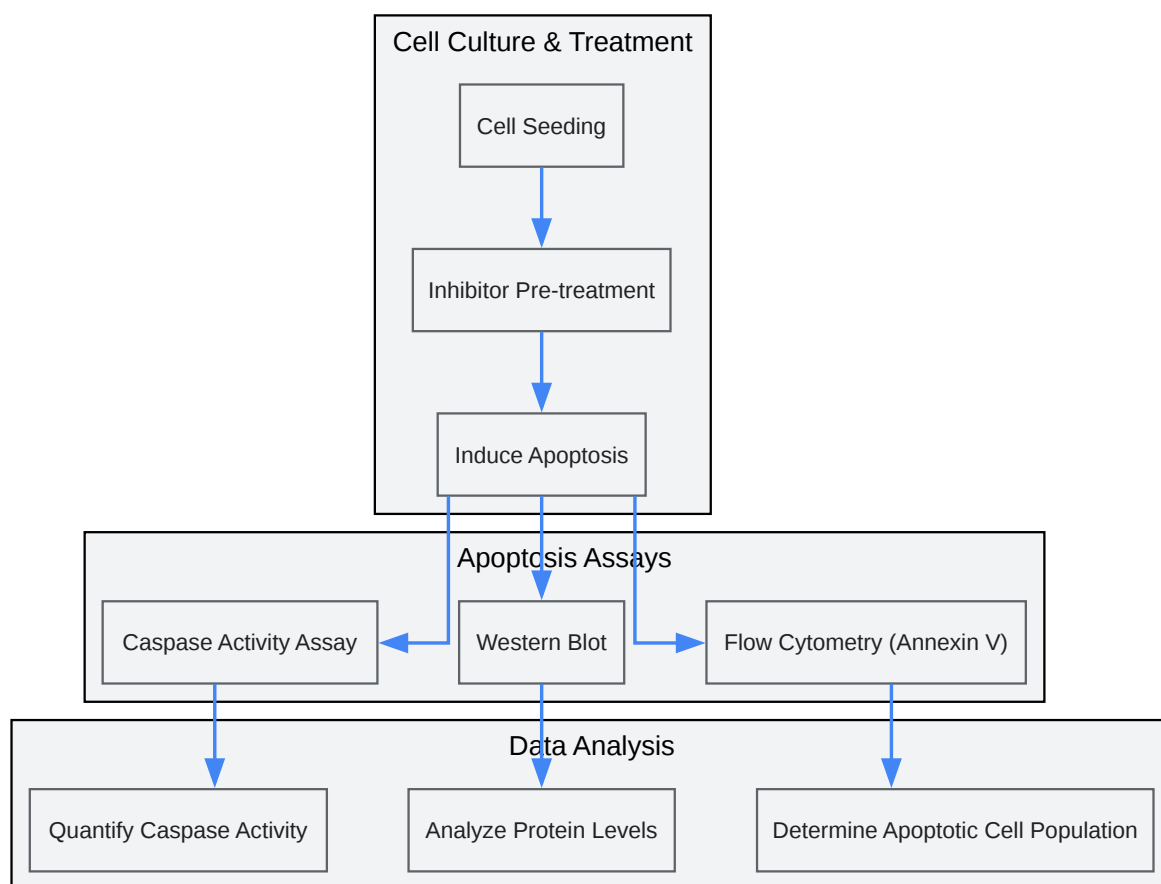 Cell Culture & Treatment
Cell Seeding
Inhibitor Pre-treatment
Induce Apoptosis
Apoptosis Assays
Caspase Activity Assay
Western Blot
Flow Cytometry (Annexin V)
Data Analysis
Quantify Caspase Activity
Analyze Protein Levels
Determine Apoptotic Cell Population